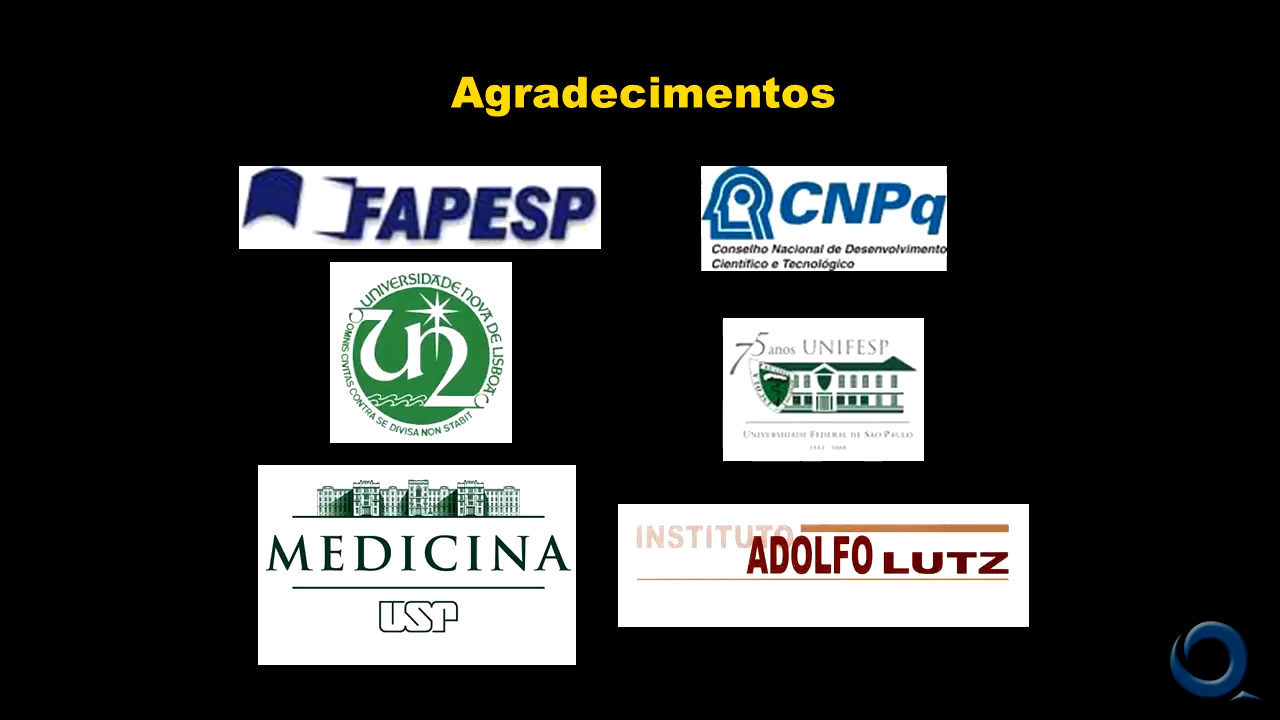 Agradecimentos
FAPESP
CNPq
Conselho Nacional de Desenvolvimento
Científico e Tecnológico
UNIVERSIDADE NOVA DE LISBOA
OMNIS CIVITAS CONTRA SE DIVISA NON STABIT
75 anos UNIFESP
UNIVERSIDADE FEDERAL DE SÃO PAULO
MEDICINA
USP
INSTITUTO
ADOLFO LUTZ